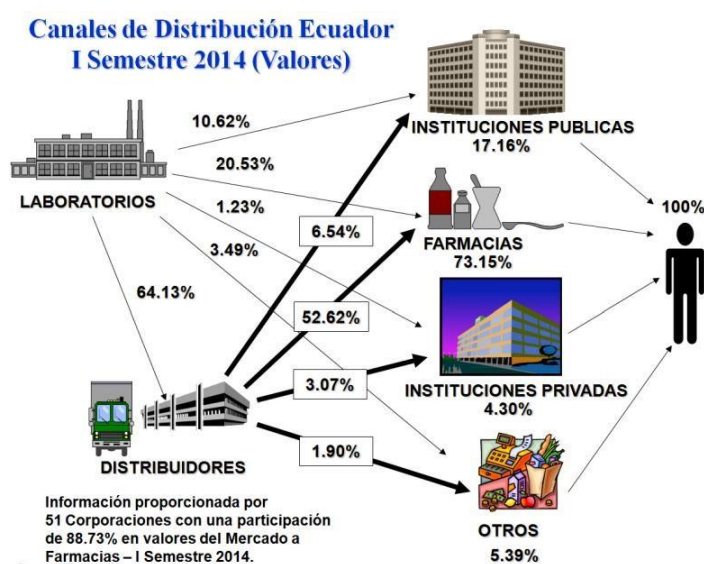 Canales de Distribución Ecuador
I Semestre 2014 (Valores)
10.62%
INSTITUCIONES PUBLICAS
17.16%
20.53%
LABORATORIOS
1.23%
100%
6.54%
FARMACIAS
73.15%
3.49%
64.13%
52.62%
3.07%
INSTITUCIONES PRIVADAS
4.30%
DISTRIBUIDORES
1.90%
Información proporcionada por
51 Corporaciones con una participación
de 88.73% en valores del Mercado a
Farmacias – I Semestre 2014.
OTROS
5.39%